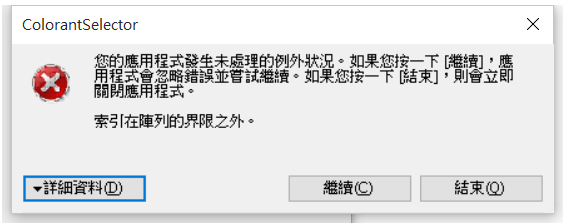 ColorantSelector
您的應用程式發生未處理的例外狀況。如果您按一下 [繼續]，應
用程式會忽略錯誤並嘗試繼續。如果您按一下 [結束]，則會立即
關閉應用程式。
索引在陣列的界限之外。
詳細資料(D)
繼續(C)
結束(Q)